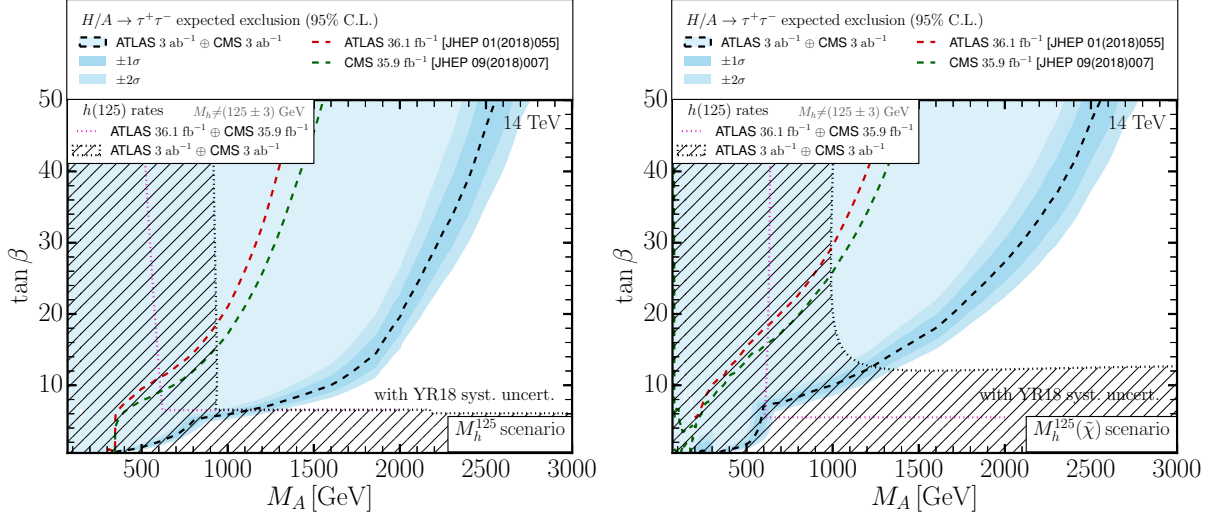 H/A → τ⁺τ⁻ expected exclusion (95% C.L.)
ATLAS 3 ab⁻¹ ⊕ CMS 3 ab⁻¹
±1σ
±2σ
ATLAS 36.1 fb⁻¹ [JHEP 01(2018)055]
CMS 35.9 fb⁻¹ [JHEP 09(2018)007]
h(125) rates M_h≠(125 ± 3) GeV
ATLAS 36.1 fb⁻¹ ⊕ CMS 35.9 fb⁻¹
ATLAS 3 ab⁻¹ ⊕ CMS 3 ab⁻¹
14 TeV
50
40
30
20
10
tan β
with YR18 syst. uncert.
M_h^125 scenario
500 1000 1500 2000 2500 3000
M_A [GeV]
H/A → τ⁺τ⁻ expected exclusion (95% C.L.)
ATLAS 3 ab⁻¹ ⊕ CMS 3 ab⁻¹
±1σ
±2σ
ATLAS 36.1 fb⁻¹ [JHEP 01(2018)055]
CMS 35.9 fb⁻¹ [JHEP 09(2018)007]
h(125) rates M_h≠(125 ± 3) GeV
ATLAS 36.1 fb⁻¹ ⊕ CMS 35.9 fb⁻¹
ATLAS 3 ab⁻¹ ⊕ CMS 3 ab⁻¹
14 TeV
50
40
30
20
10
tan β
with YR18 syst. uncert.
M_h^125(χ̃) scenario
500 1000 1500 2000 2500 3000
M_A [GeV]